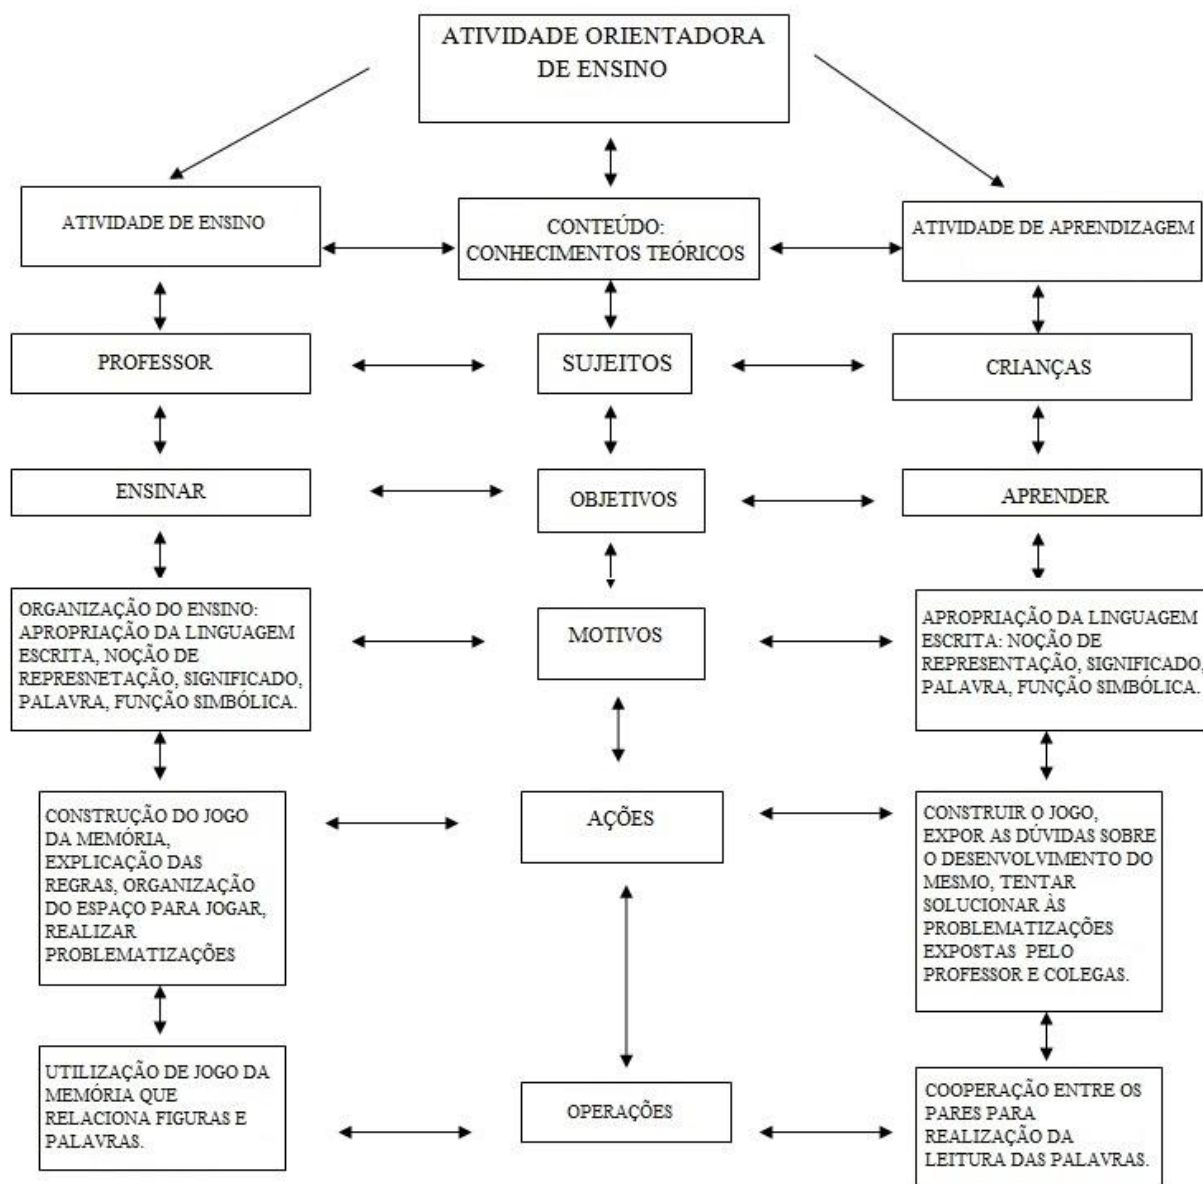 ATIVIDADE ORIENTADORA
DE ENSINO
ATIVIDADE DE ENSINO
CONTEÚDO:
CONHECIMENTOS TEÓRICOS
ATIVIDADE DE APRENDIZAGEM
PROFESSOR
SUJEITOS
CRIANÇAS
ENSINAR
OBJETIVOS
APRENDER
ORGANIZAÇÃO DO ENSINO:
APROPRIAÇÃO DA LINGUAGEM
ESCRITA, NOÇÃO DE
REPRESNETAÇÃO, SIGNIFICADO,
PALAVRA, FUNÇÃO SIMBÓLICA.
MOTIVOS
APROPRIAÇÃO DA LINGUAGEM
ESCRITA: NOÇÃO DE
REPRESENTAÇÃO, SIGNIFICADO,
PALAVRA, FUNÇÃO SIMBÓLICA.
CONSTRUÇÃO DO JOGO
DA MEMÓRIA,
EXPLICAÇÃO DAS
REGRAS, ORGANIZAÇÃO
DO ESPAÇO PARA JOGAR,
REALIZAR
PROBLEMATIZAÇÕES
AÇÕES
CONSTRUIR O JOGO,
EXPOR AS DÚVIDAS SOBRE
O DESENVOLVIMENTO DO
MESMO, TENTAR
SOLUCIONAR ÀS
PROBLEMATIZAÇÕES
EXPOSTAS PELO
PROFESSOR E COLEGAS.
UTILIZAÇÃO DE JOGO DA
MEMÓRIA QUE
RELACIONA FIGURAS E
PALAVRAS.
OPERAÇÕES
COOPERAÇÃO ENTRE OS
PARES PARA
REALIZAÇÃO DA
LEITURA DAS PALAVRAS.